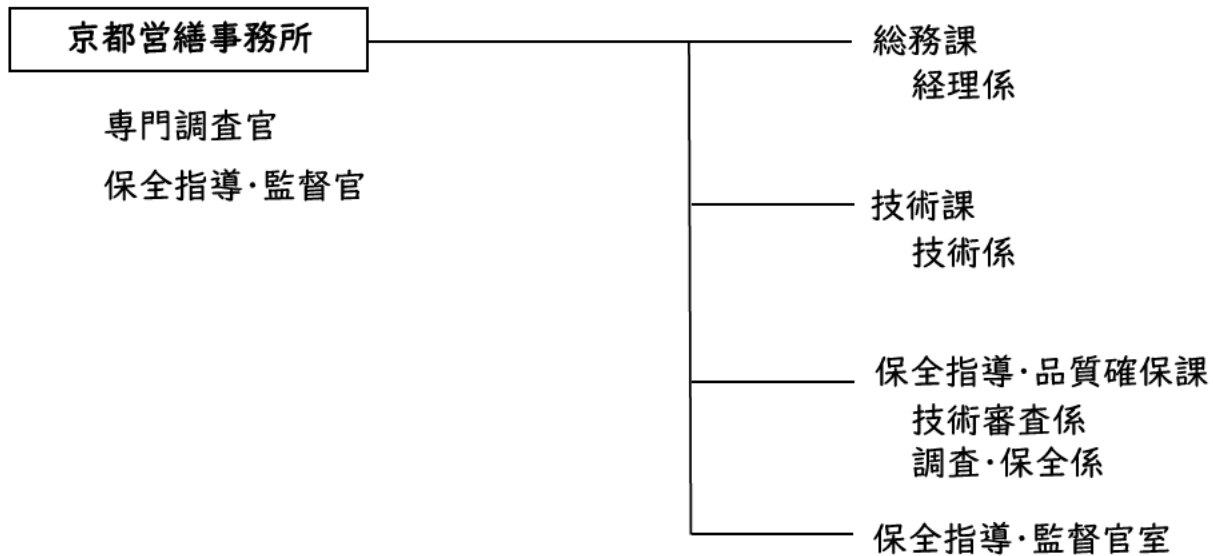 京都営繕事務所
専門調査官
保全指導・監督官
総務課
経理係
技術課
技術係
保全指導・品質確保課
技術審査係
調査・保全係
保全指導・監督官室